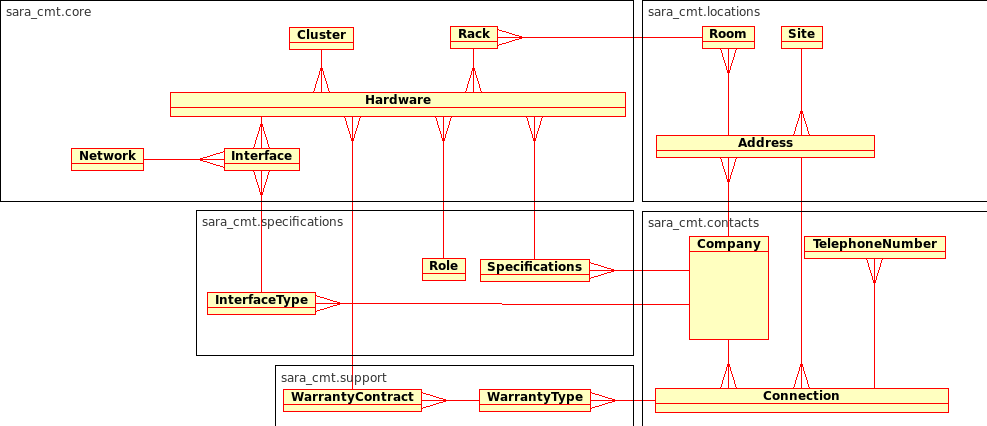 sara_cmt.core
sara_cmt.locations
Cluster
Rack
Room
Site
Hardware
Address
Network
Interface
sara_cmt.specifications
sara_cmt.contacts
Company
TelephoneNumber
Role
Specifications
InterfaceType
sara_cmt.support
WarrantyContract
WarrantyType
Connection